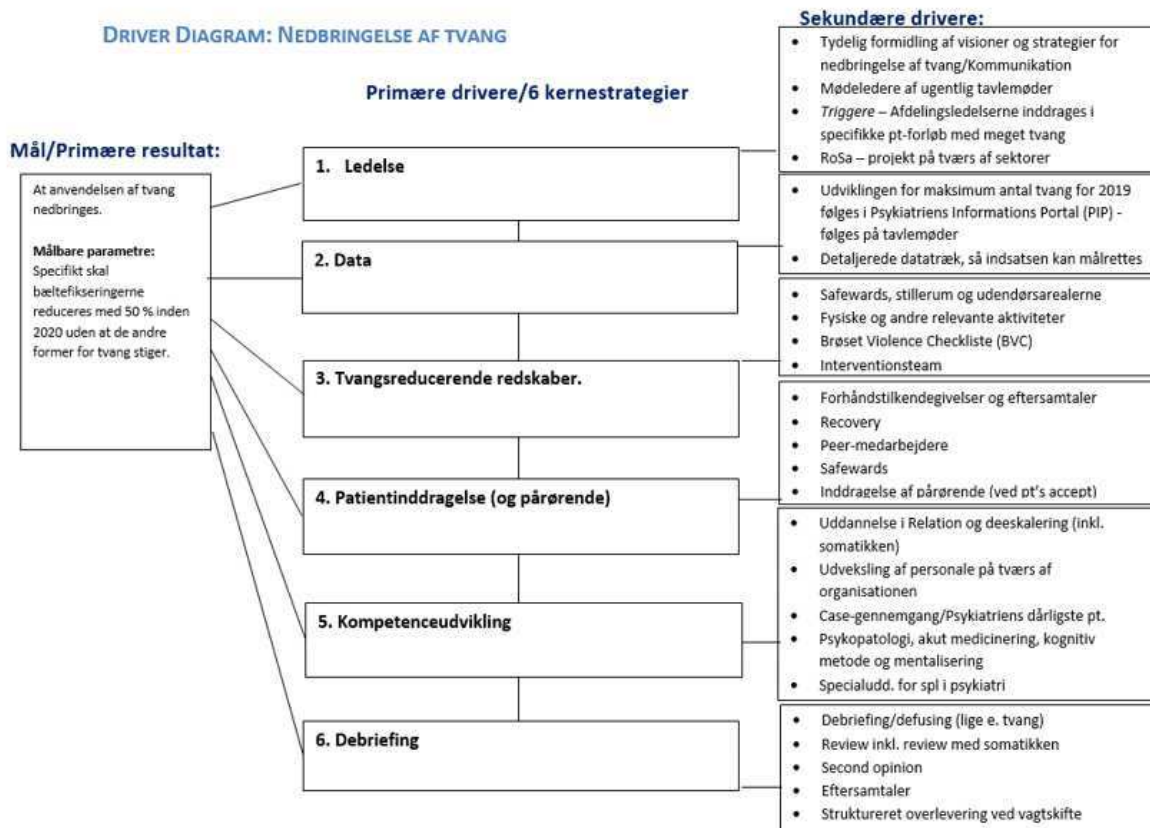 DRIVER DIAGRAM: NEDBRINGELSE AF TVANG
Primære drivere/6 kernestrategier
Sekundære drivere:
Mål/Primære resultat:
At anvendelsen af tvang
nedbringes.
Målbare parametre:
Specifikt skal
bæltefikseringerne
reduceres med 50 % inden
2020 uden at de andre
former for tvang stiger.
1. Ledelse
• Tydelig formidling af visioner og strategier for
nedbringelse af tvang/Kommunikation
• Mødeledere af ugentlig tavlemøder
• Triggere – Afdelingsledelserne inddrages i
specifikke pt-forløb med meget tvang
• RoSa – projekt på tværs af sektorer
2. Data
• Udviklingen for maksimum antal tvang for 2019
følges i Psykiatriens Informations Portal (PIP) -
følges på tavlemøder
• Detaljerede datatræk, så indsatsen kan målrettes
3. Tvangsreducerende redskaber.
• Safewards, stillerum og udendørsarealerne
• Fysiske og andre relevante aktiviteter
• Brøset Violence Checkliste (BVC)
• Interventionsteam
4. Patientinddragelse (og pårørende)
• Forhåndstilkendegivelser og eftersamtaler
• Recovery
• Peer-medarbejdere
• Safewards
• Inddragelse af pårørende (ved pt's accept)
5. Kompetenceudvikling
• Uddannelse i Relation og deeskalering (inkl.
somatikken)
• Udveksling af personale på tværs af
organisationen
• Case-gennemgang/Psykiatriens dårligste pt.
• Psykopatologi, akut medicinering, kognitiv
metode og mentalisering
• Specialudd. for spl i psykiatri
6. Debriefing
• Debriefing/defusing (lige e. tvang)
• Review inkl. review med somatikken
• Second opinion
• Eftersamtaler
• Struktureret overlevering ved vagtskifte